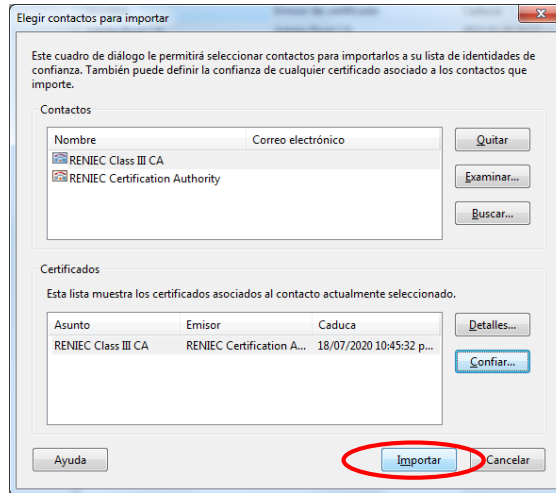 Elegir contactos para importar
Este cuadro de diálogo le permitirá seleccionar contactos para importarlos a su lista de identidades de
confianza. También puede definir la confianza de cualquier certificado asociado a los contactos que
importe.
Contactos
Nombre Correo electrónico
RENIEC Class III CA
RENIEC Certification Authority
Quitar
Examinar...
Buscar...
Certificados
Esta lista muestra los certificados asociados al contacto actualmente seleccionado.
Asunto Emisor Caduca
RENIEC Class III CA RENIEC Certification A... 18/07/2020 10:45:32 p...
Detalles...
Confiar...
Ayuda Importar Cancelar